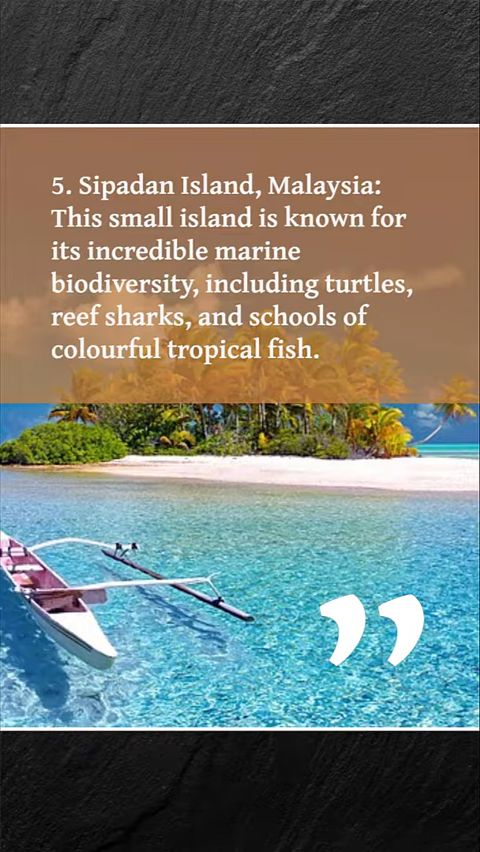 5. Sipadan Island, Malaysia:
This small island is known for
its incredible marine
biodiversity, including turtles,
reef sharks, and schools of
colourful tropical fish.
”